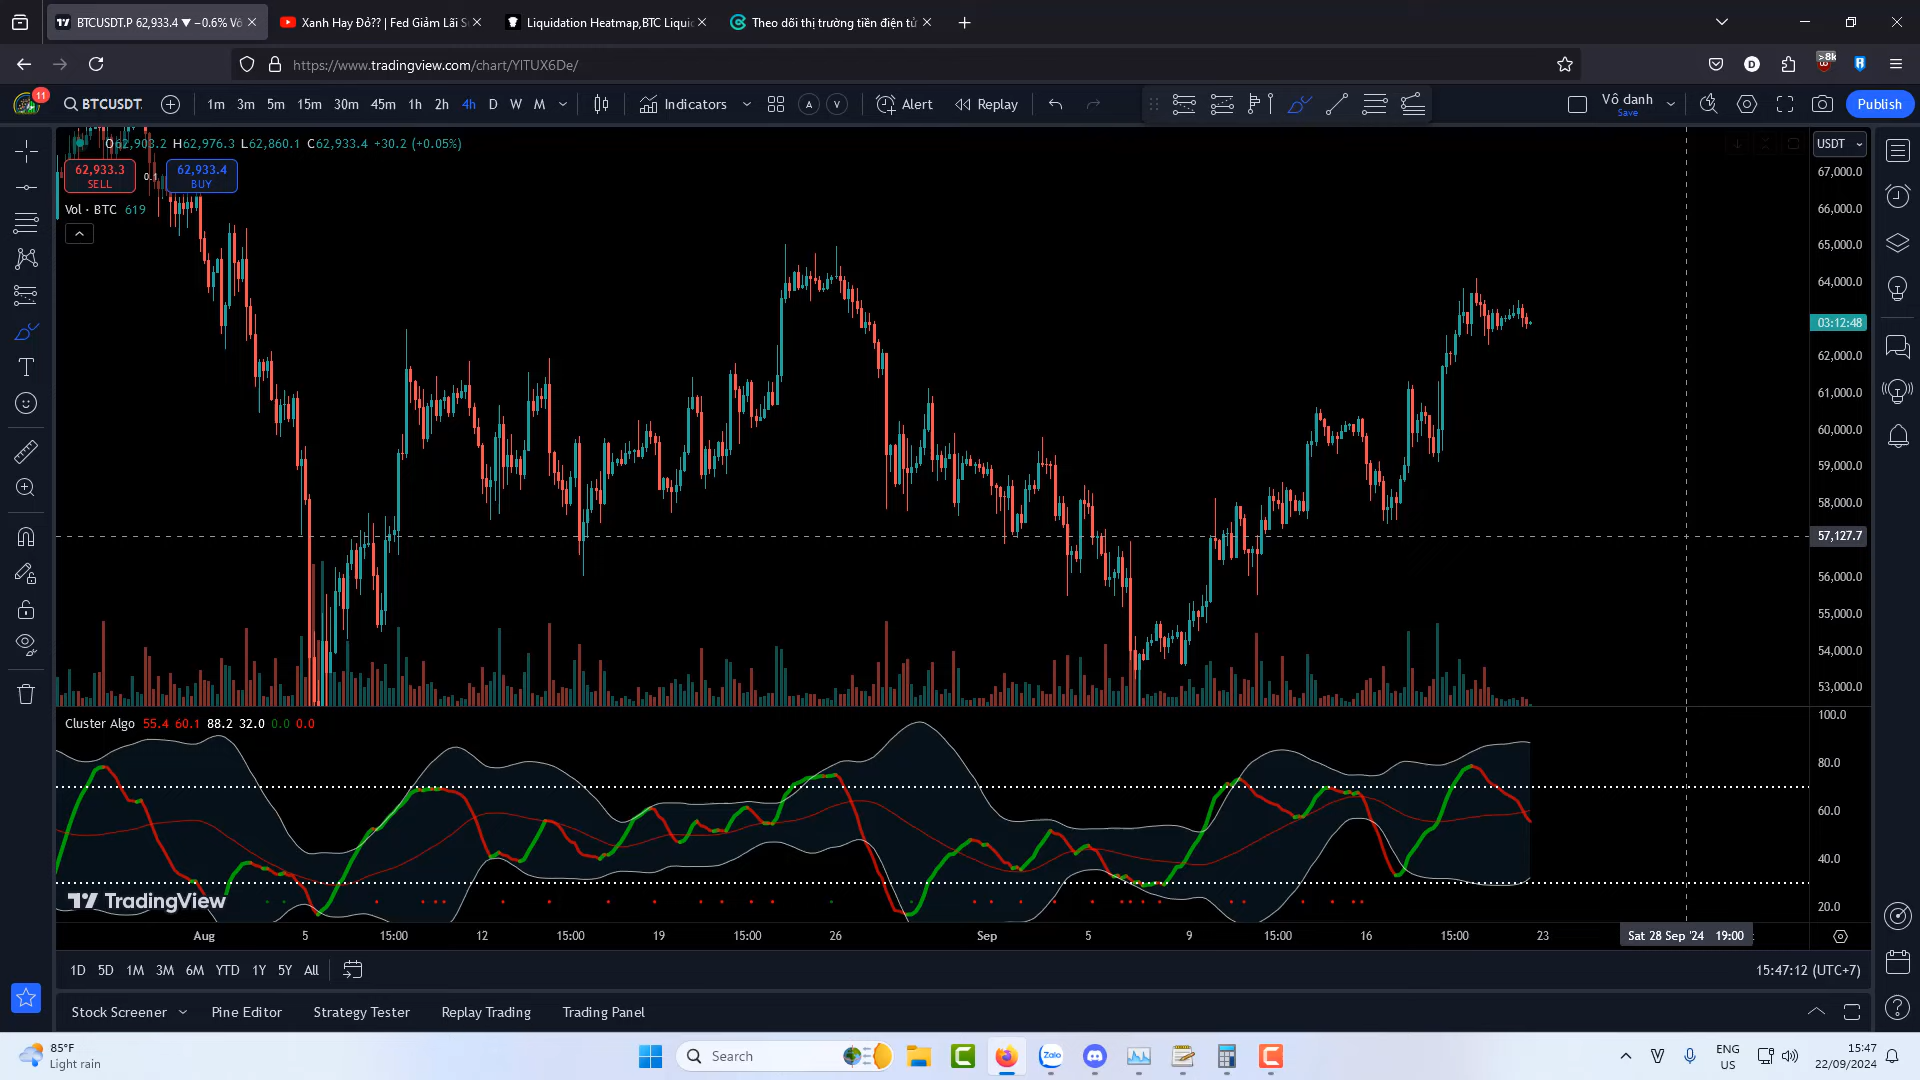 BTCUSDT.P 62,933.4 ▼ −0.6% Vô
Xanh Hay Đỏ?? | Fed Giảm Lãi S
Liquidation Heatmap,BTC Liquid
Theo dõi thị trường tiền điện tử
https://www.tradingview.com/chart/YITUX6De/
>8k
11
BTCUSDT. 1m 3m 5m 15m 30m 45m 1h 2h 4h D W M Indicators A V Alert Replay
Vô danh
Save
Publish
O62,903.2 H62,976.3 L62,860.1 C62,933.4 +30.2 (+0.05%)
62,933.3
SELL
0.1
62,933.4
BUY
Vol · BTC 619
USDT
67,000.0
66,000.0
65,000.0
64,000.0
03:12:48
62,000.0
61,000.0
60,000.0
59,000.0
58,000.0
57,127.7
56,000.0
55,000.0
54,000.0
53,000.0
Cluster Algo 55.4 60.1 88.2 32.0 0.0 0.0
100.0
80.0
60.0
40.0
20.0
TradingView
Aug 5 15:00 12 15:00 19 15:00 26 Sep 5 9 15:00 16 15:00 23 Sat 28 Sep '24 19:00
1D 5D 1M 3M 6M YTD 1Y 5Y All
15:47:12 (UTC+7)
Stock Screener Pine Editor Strategy Tester Replay Trading Trading Panel
85°F
Light rain
Search
Zalo
ENG
US
15:47
22/09/2024